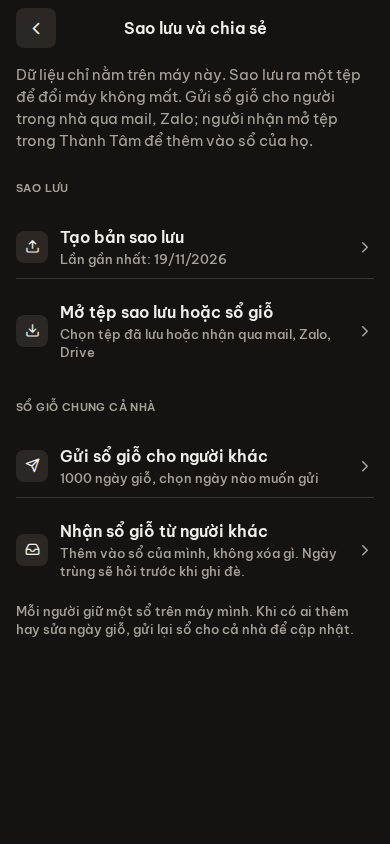 Sao lưu và chia sẻ
Dữ liệu chỉ nằm trên máy này. Sao lưu ra một tệp
để đổi máy không mất. Gửi sổ giỗ cho người
trong nhà qua mail, Zalo; người nhận mở tệp
trong Thành Tâm để thêm vào sổ của họ.
SAO LƯU
Tạo bản sao lưu
Lần gần nhất: 19/11/2026
Mở tệp sao lưu hoặc sổ giỗ
Chọn tệp đã lưu hoặc nhận qua mail, Zalo,
Drive
SỔ GIỖ CHUNG CẢ NHÀ
Gửi sổ giỗ cho người khác
1000 ngày giỗ, chọn ngày nào muốn gửi
Nhận sổ giỗ từ người khác
Thêm vào sổ của mình, không xóa gì. Ngày
trùng sẽ hỏi trước khi ghi đè.
Mỗi người giữ một sổ trên máy mình. Khi có ai thêm
hay sửa ngày giỗ, gửi lại sổ cho cả nhà để cập nhật.